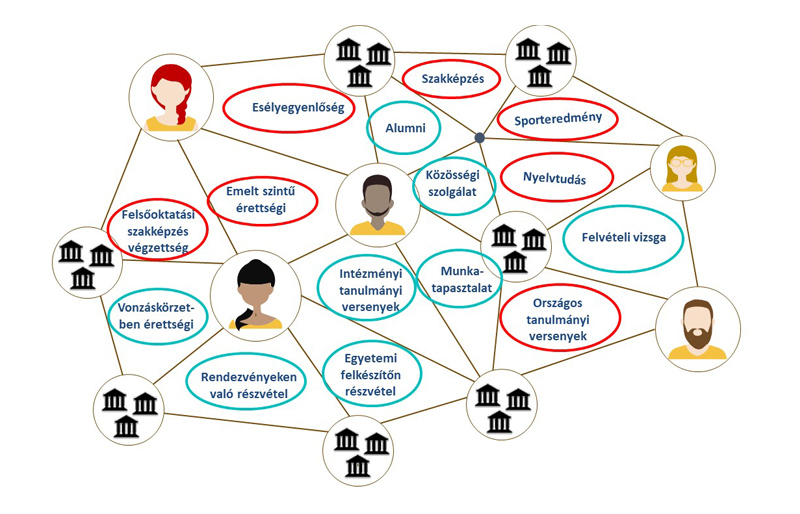 Szakképzés
Esélyegyenlőség
Sporteredmény
Alumni
Közösségi
szolgálat
Nyelvtudás
Emelt szintű
érettségi
Felsőoktatási
szakképzés
végzettség
Felvételi vizsga
Intézményi
tanulmányi
versenyek
Munka-
tapasztalat
Vonzáskörzet-
ben érettségi
Országos
tanulmányi
versenyek
Egyetemi
felkészítőn
részvétel
Rendezvényeken
való részvétel